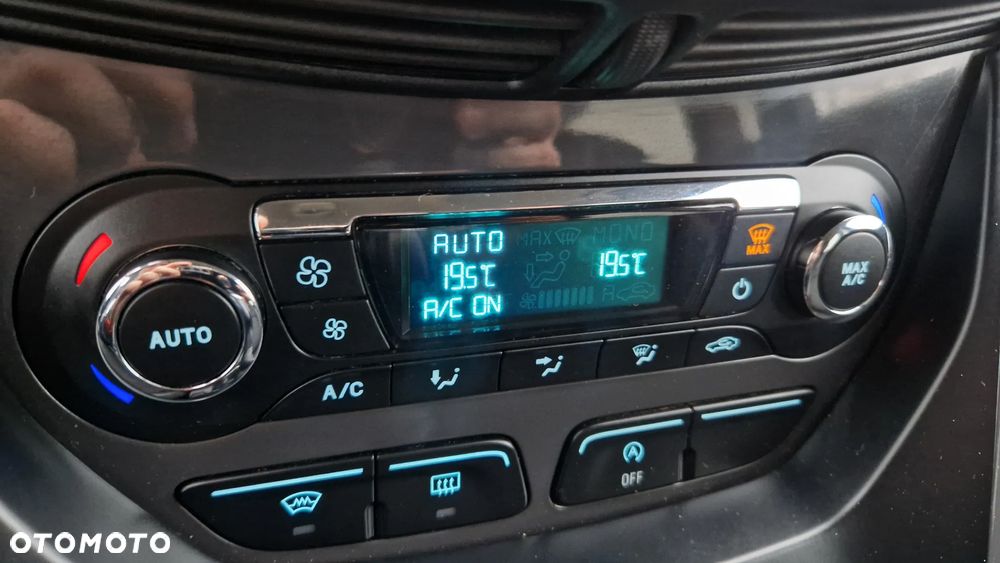 AUTO MAX MONO
19.5°C 19.5°C
A/C ON A
MAX
AUTO
MAX
A/C
A/C
A
OFF
OTOMOTO